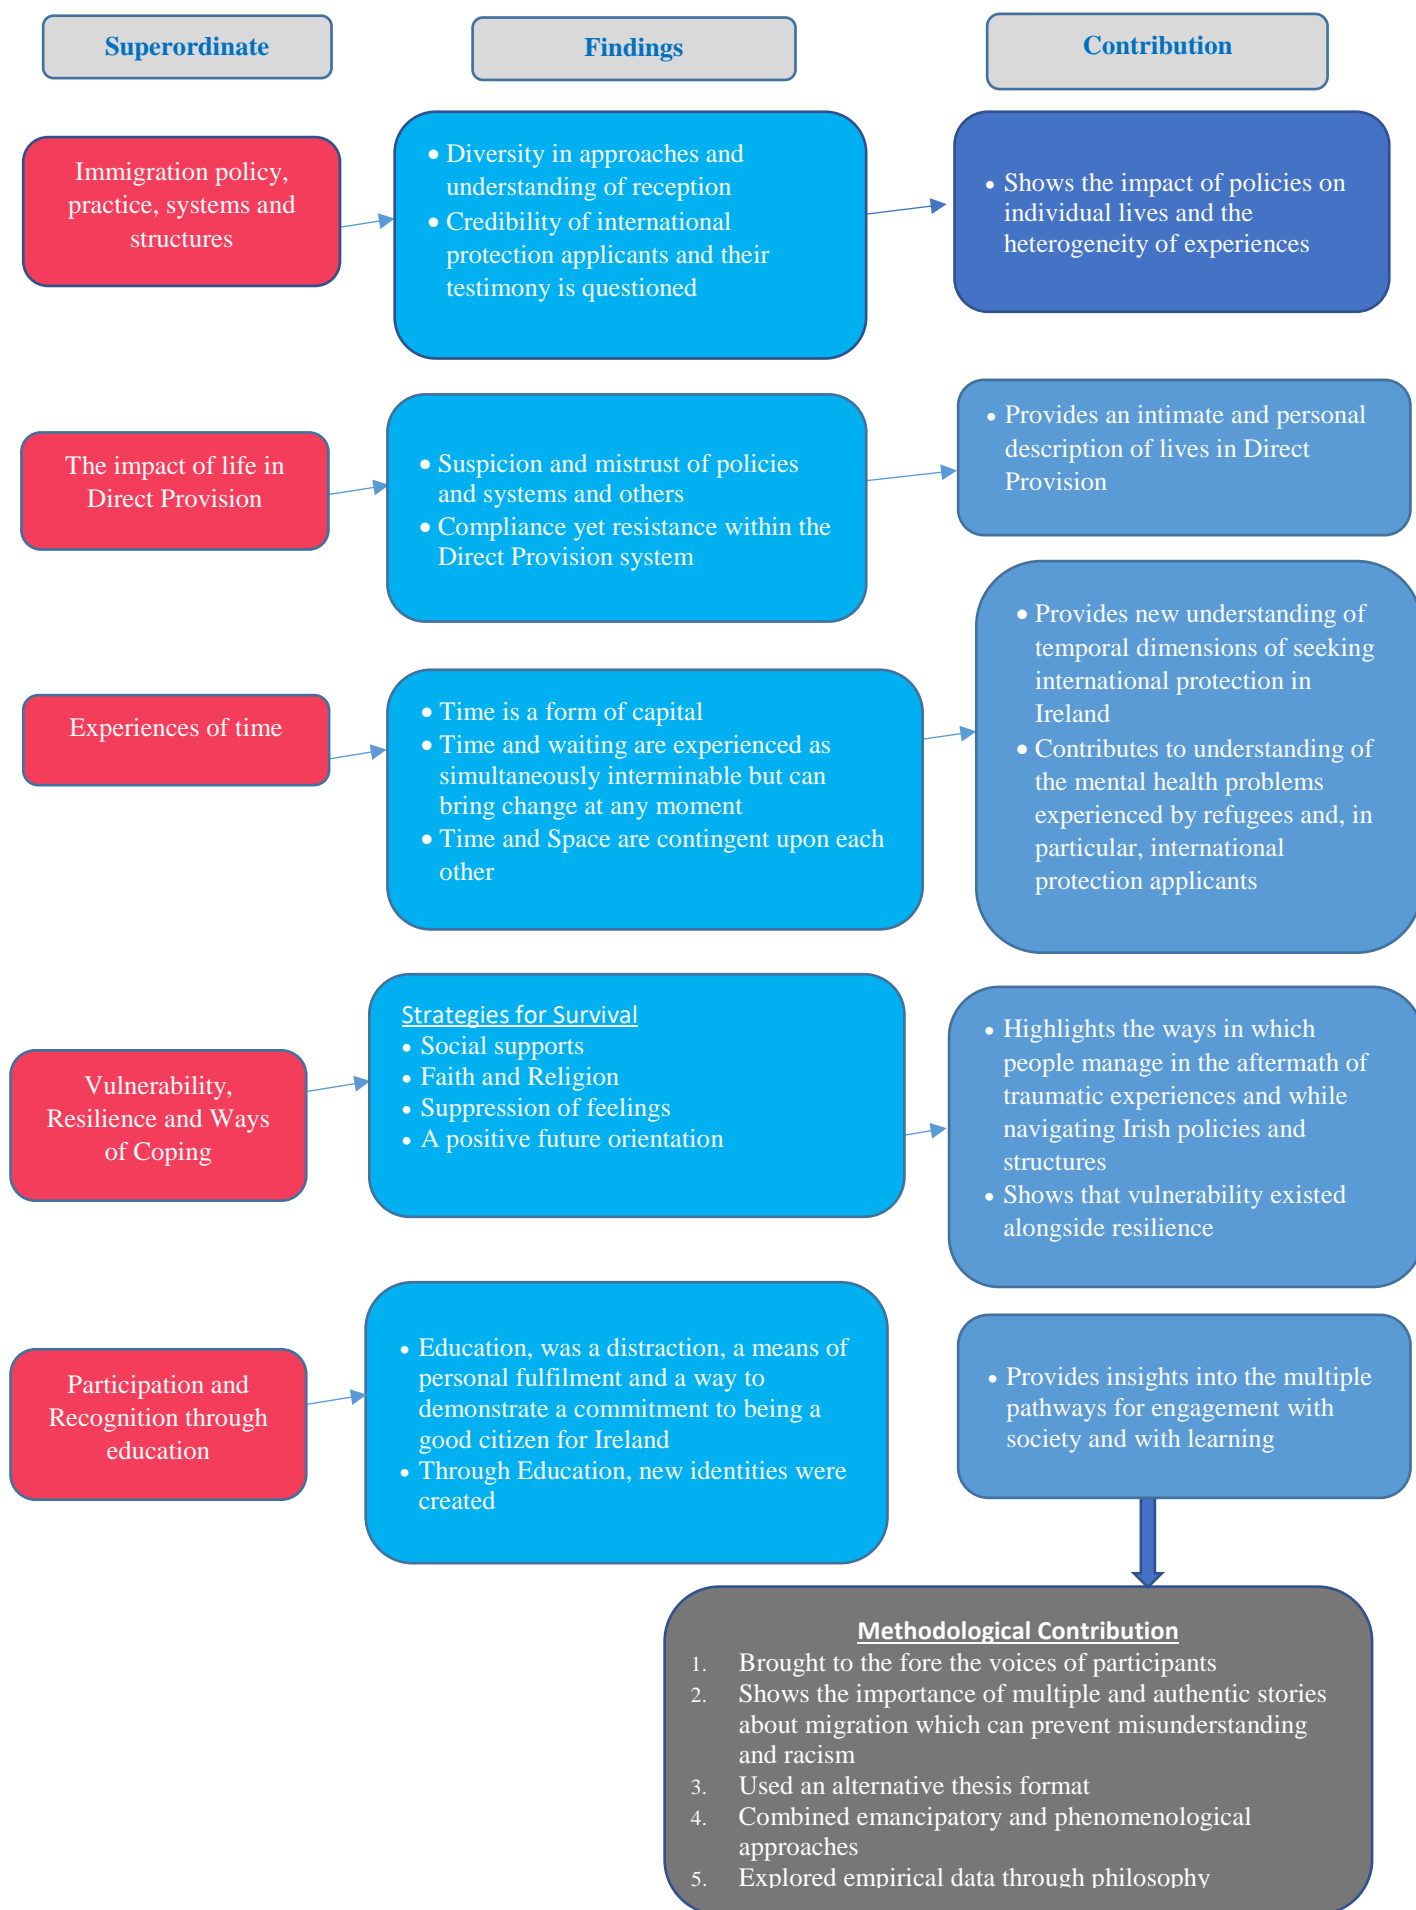 Superordinate
Findings
Contribution
Immigration policy,
practice, systems and
structures
• Diversity in approaches and
understanding of reception
• Credibility of international
protection applicants and their
testimony is questioned
• Shows the impact of policies on
individual lives and the
heterogeneity of experiences
The impact of life in
Direct Provision
• Suspicion and mistrust of policies
and systems and others
• Compliance yet resistance within the
Direct Provision system
• Provides an intimate and personal
description of lives in Direct
Provision
Experiences of time
• Time is a form of capital
• Time and waiting are experienced as
simultaneously interminable but can
bring change at any moment
• Time and Space are contingent upon each
other
• Provides new understanding of
temporal dimensions of seeking
international protection in
Ireland
• Contributes to understanding of
the mental health problems
experienced by refugees and, in
particular, international
protection applicants
Vulnerability,
Resilience and Ways
of Coping
Strategies for Survival
• Social supports
• Faith and Religion
• Suppression of feelings
• A positive future orientation
• Highlights the ways in which
people manage in the aftermath of
traumatic experiences and while
navigating Irish policies and
structures
• Shows that vulnerability existed
alongside resilience
Participation and
Recognition through
education
• Education, was a distraction, a means of
personal fulfilment and a way to
demonstrate a commitment to being a
good citizen for Ireland
• Through Education, new identities were
created
• Provides insights into the multiple
pathways for engagement with
society and with learning
Methodological Contribution
1. Brought to the fore the voices of participants
2. Shows the importance of multiple and authentic stories
about migration which can prevent misunderstanding
and racism
3. Used an alternative thesis format
4. Combined emancipatory and phenomenological
approaches
5. Explored empirical data through philosophy